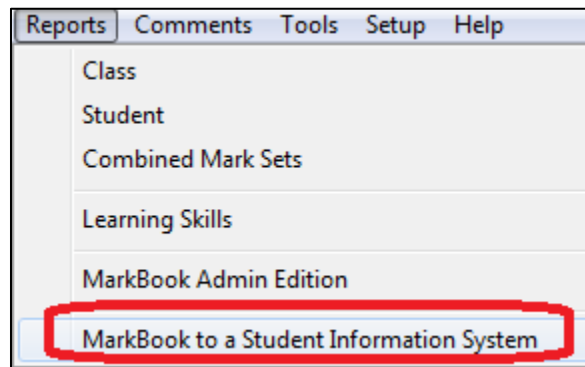 Reports Comments Tools Setup Help
Class
Student
Combined Mark Sets
Learning Skills
MarkBook Admin Edition
MarkBook to a Student Information System